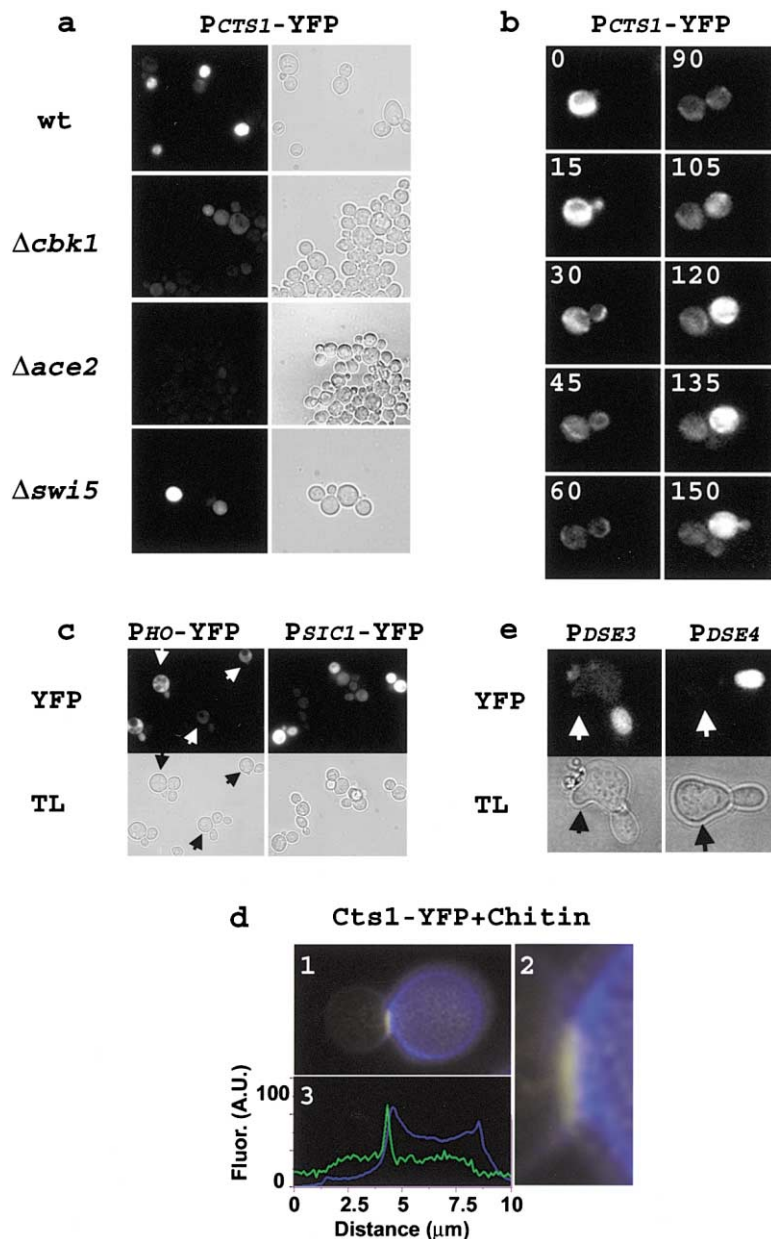 a
PCTS1-YFP
wt
Δcbk1
Δace2
Δswi5
b
PCTS1-YFP
0
90
15
105
30
120
45
135
60
150
c
PHO-YFP
PSIC1-YFP
YFP
TL
e
PDSE3
PDSE4
YFP
TL
d
Cts1-YFP+Chitin
1
2
3
Fluor. (A.U.)
100
0
0
2.5
5
7.5
10
Distance (μm)